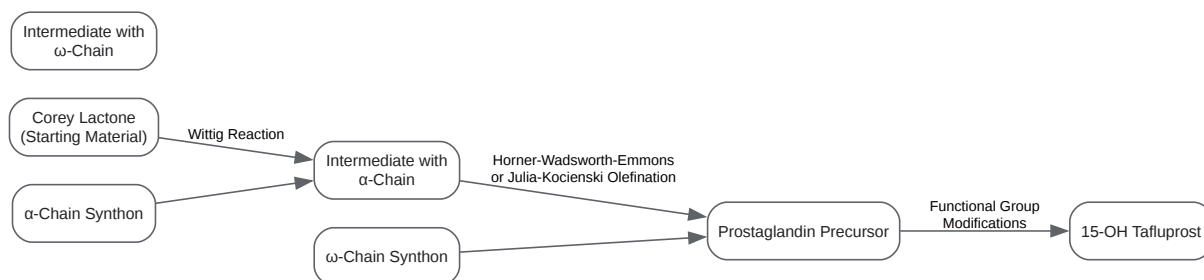 Intermediate with
ω-Chain
Corey Lactone
(Starting Material)
Wittig Reaction
α-Chain Synthon
Intermediate with
α-Chain
Horner-Wadsworth-Emmons
or Julia-Kocienski Olefination
ω-Chain Synthon
Prostaglandin Precursor
Functional Group
Modifications
15-OH Tafluprost